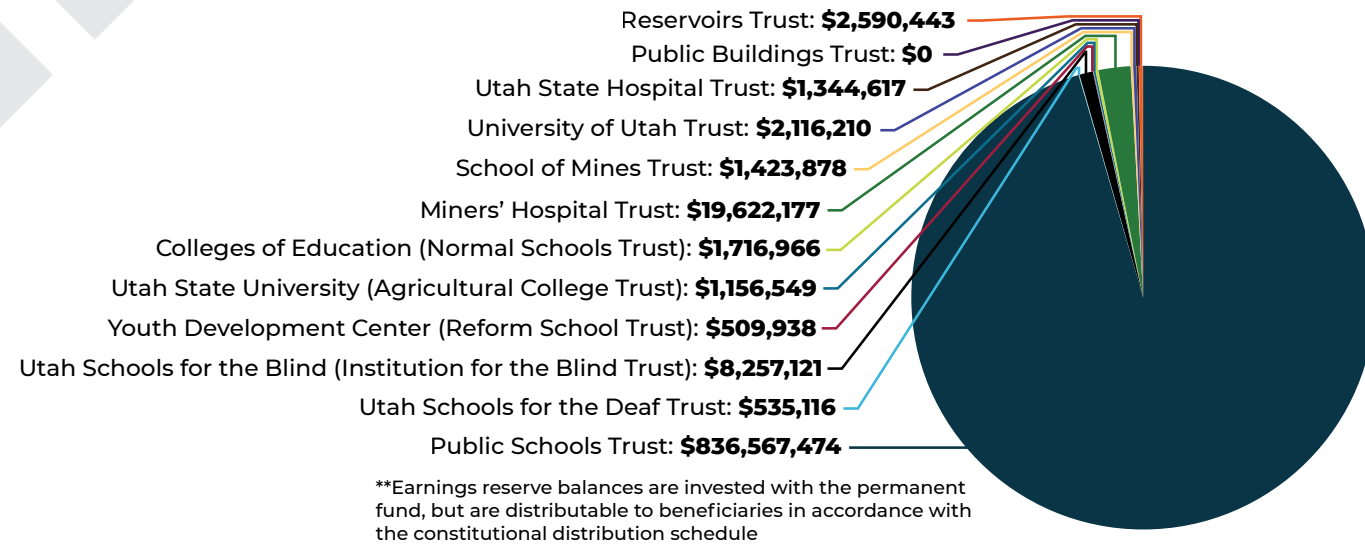 Reservoirs Trust: $2,590,443
Public Buildings Trust: $0
Utah State Hospital Trust: $1,344,617
University of Utah Trust: $2,116,210
School of Mines Trust: $1,423,878
Miners’ Hospital Trust: $19,622,177
Colleges of Education (Normal Schools Trust): $1,716,966
Utah State University (Agricultural College Trust): $1,156,549
Youth Development Center (Reform School Trust): $509,938
Utah Schools for the Blind (Institution for the Blind Trust): $8,257,121
Utah Schools for the Deaf Trust: $535,116
Public Schools Trust: $836,567,474
**Earnings reserve balances are invested with the permanent
fund, but are distributable to beneficiaries in accordance with
the constitutional distribution schedule